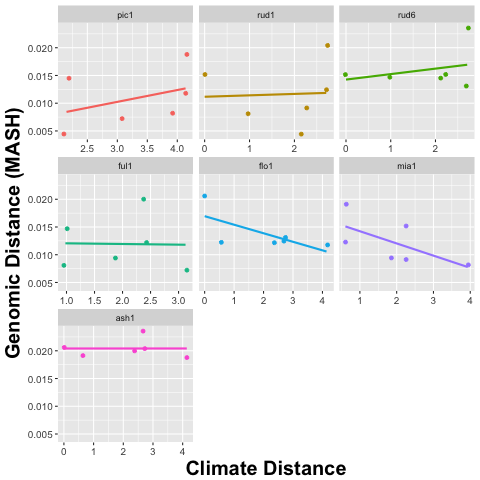 pic1 rud1 rud6
0.020
0.015
0.010
0.005
2.5 3.0 3.5 4.0 0 1 2 0 1 2 3
ful1 flo1 mia1
0.020
0.015
0.010
0.005
1.0 1.5 2.0 2.5 3.0 0 1 2 3 4 1 2 3 4
ash1
0.020
0.015
0.010
0.005
0 1 2 3 4
Climate Distance
Genomic Distance (MASH)